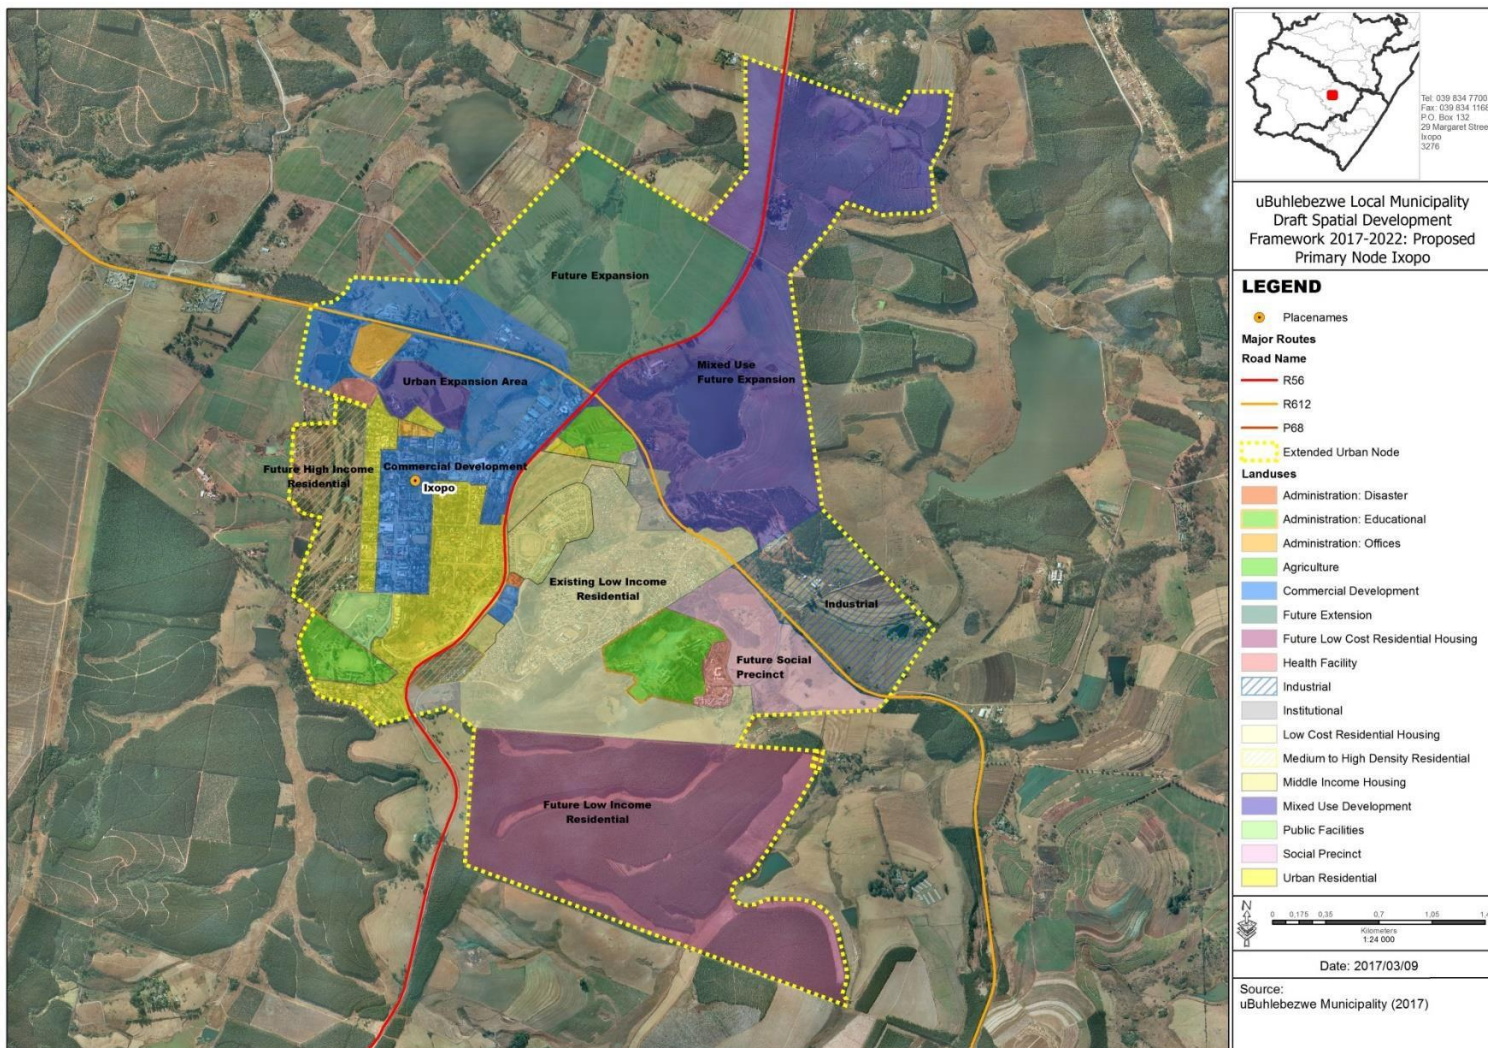 Future Expansion
Mixed Use
Future Expansion
Urban Expansion Area
Future High Income
Residential
Commercial Development
Ixopo
Existing Low Income
Residential
Industrial
Future Social
Precinct
Future Low Income
Residential
Tel: 039 834 7700
Fax: 039 834 1168
P.O. Box 132
29 Margaret Stree
Ixopo
3276
uBuhlebezwe Local Municipality
Draft Spatial Development
Framework 2017-2022: Proposed
Primary Node Ixopo
LEGEND
Placenames
Major Routes
Road Name
R56
R612
P68
Extended Urban Node
Landuses
Administration: Disaster
Administration: Educational
Administration: Offices
Agriculture
Commercial Development
Future Extension
Future Low Cost Residential Housing
Health Facility
Industrial
Institutional
Low Cost Residential Housing
Medium to High Density Residential
Middle Income Housing
Mixed Use Development
Public Facilities
Social Precinct
Urban Residential
N
0 0,175 0,35 0,7 1,05 1,4
Kilometers
1:24 000
Date: 2017/03/09
Source:
uBuhlebezwe Municipality (2017)